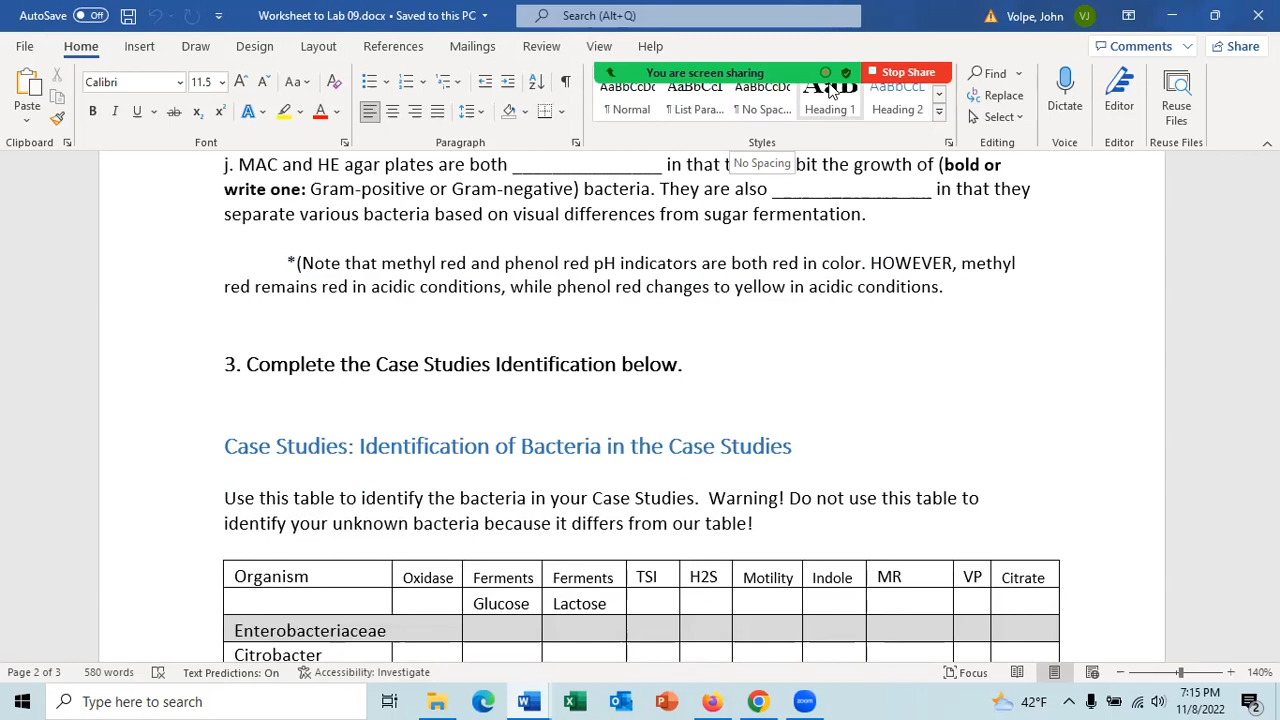 AutoSave Off Worksheet to Lab 09.docx • Saved to this PC Search (Alt+Q) Volpe, John VJ
File Home Insert Draw Design Layout References Mailings Review View Help Comments Share
You are screen sharing Stop Share
Paste Calibri 11.5 Aa Find Replace Select Dictate Editor Reuse Files
¶ Normal ¶ List Para... ¶ No Spac... Heading 1 Heading 2
Clipboard Font Paragraph Styles Editing Voice Editor Reuse Files
No Spacing
j. MAC and HE agar plates are both ______________ in that t bit the growth of (bold or
write one: Gram-positive or Gram-negative) bacteria. They are also _______________ in that they
separate various bacteria based on visual differences from sugar fermentation.
*(Note that methyl red and phenol red pH indicators are both red in color. HOWEVER, methyl
red remains red in acidic conditions, while phenol red changes to yellow in acidic conditions.
3. Complete the Case Studies Identification below.
Case Studies: Identification of Bacteria in the Case Studies
Use this table to identify the bacteria in your Case Studies. Warning! Do not use this table to
identify your unknown bacteria because it differs from our table!
Organism Oxidase Ferments Ferments TSI H2S Motility Indole MR VP Citrate
Glucose Lactose
Enterobacteriaceae
Citrobacter
Page 2 of 3 580 words Text Predictions: On Accessibility: Investigate Focus 140%
Type here to search 42°F 7:15 PM
11/8/2022 2